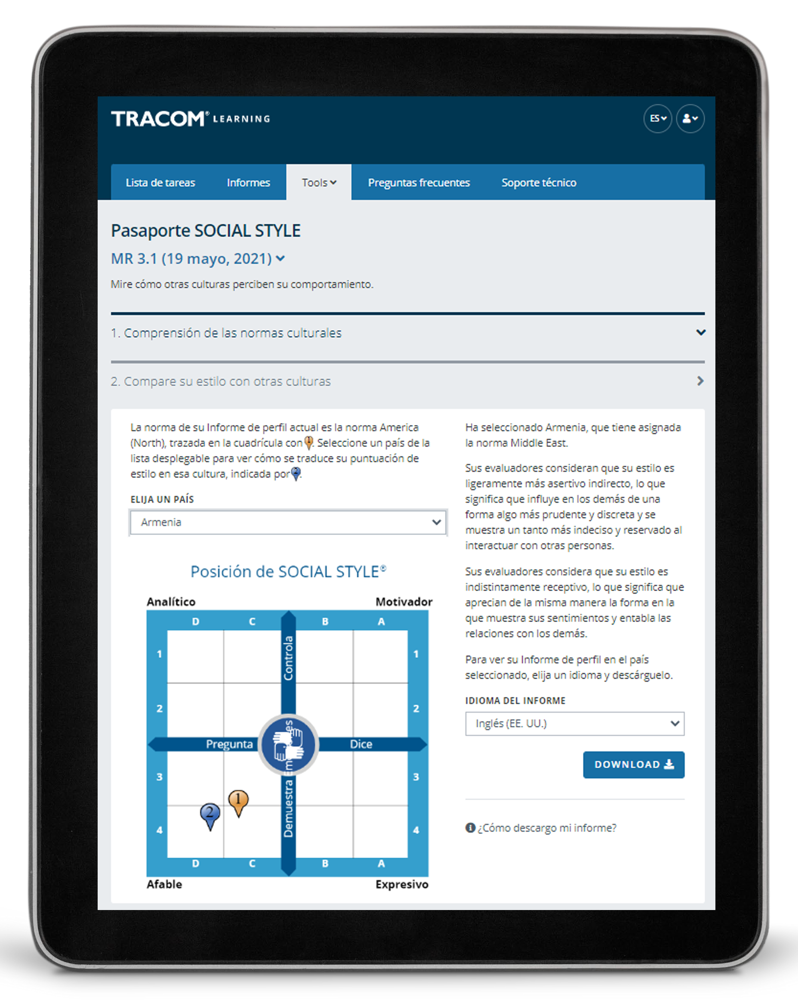 TRACOM® LEARNING
ES
Lista de tareas
Informes
Tools
Preguntas frecuentes
Soporte técnico
Pasaporte SOCIAL STYLE
MR 3.1 (19 mayo, 2021)
Mire cómo otras culturas perciben su comportamiento.
1. Comprensión de las normas culturales
2. Compare su estilo con otras culturas
La norma de su Informe de perfil actual es la norma America
(North), trazada en la cuadrícula con 1. Seleccione un país de la
lista desplegable para ver cómo se traduce su puntuación de
estilo en esa cultura, indicada por 2.
ELIJA UN PAÍS
Armenia
Posición de SOCIAL STYLE®
Analítico
Motivador
D C B A
1 1
2 2
3 3
4 4
Controla
Pregunta
Dice
Demuestra Em es
1
2
D C B A
Afable
Expresivo
Ha seleccionado Armenia, que tiene asignada
la norma Middle East.
Sus evaluadores consideran que su estilo es
ligeramente más asertivo indirecto, lo que
significa que influye en los demás de una
forma algo más prudente y discreta y se
muestra un tanto más indeciso y reservado al
interactuar con otras personas.
Sus evaluadores considera que su estilo es
indistintamente receptivo, lo que significa que
aprecian de la misma manera la forma en la
que muestra sus sentimientos y entabla las
relaciones con los demás.
Para ver su Informe de perfil en el país
seleccionado, elija un idioma y descárguelo.
IDIOMA DEL INFORME
Inglés (EE. UU.)
DOWNLOAD
¿Cómo descargo mi informe?